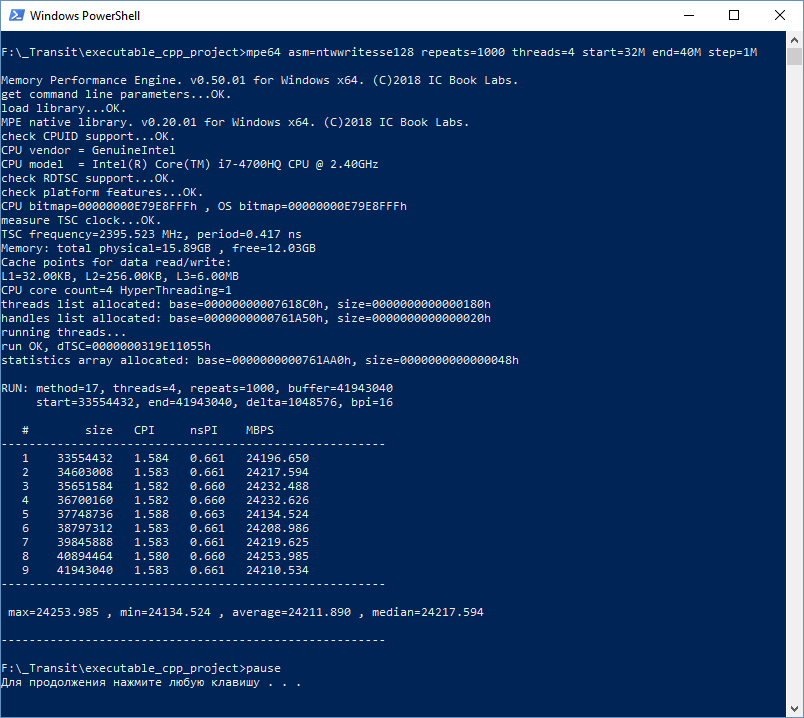 Windows PowerShell
F:\_Transit\executable_cpp_project>mpe64 asm=ntwwritesse128 repeats=1000 threads=4 start=32M end=40M step=1M
Memory Performance Engine. v0.50.01 for Windows x64. (C)2018 IC Book Labs.
get command line parameters...OK.
load library...OK.
MPE native library. v0.20.01 for Windows x64. (C)2018 IC Book Labs.
check CPUID support...OK.
CPU vendor = GenuineIntel
CPU model  = Intel(R) Core(TM) i7-4700HQ CPU @ 2.40GHz
check RDTSC support...OK.
check platform features...OK.
CPU bitmap=00000000E79E8FFFh , OS bitmap=00000000E79E8FFFh
measure TSC clock...OK.
TSC frequency=2395.523 MHz, period=0.417 ns
Memory: total physical=15.89GB , free=12.03GB
Cache points for data read/write:
L1=32.00KB, L2=256.00KB, L3=6.00MB
CPU core count=4 HyperThreading=1
threads list allocated: base=00000000007618C0h, size=0000000000000180h
handles list allocated: base=0000000000761A50h, size=0000000000000020h
running threads...
run OK, dTSC=0000000319E11055h
statistics array allocated: base=0000000000761AA0h, size=0000000000000048h
RUN: method=17, threads=4, repeats=1000, buffer=41943040
start=33554432, end=41943040, delta=1048576, bpi=16
# size CPI nsPI MBPS
-------------------------------------------------------
1 33554432 1.584 0.661 24196.650
2 34603008 1.583 0.661 24217.594
3 35651584 1.582 0.660 24232.488
4 36700160 1.582 0.660 24232.626
5 37748736 1.588 0.663 24134.524
6 38797312 1.583 0.661 24208.986
7 39845888 1.583 0.661 24219.625
8 40894464 1.580 0.660 24253.985
9 41943040 1.583 0.661 24210.534
-------------------------------------------------------
max=24253.985 , min=24134.524 , average=24211.890 , median=24217.594
-------------------------------------------------------
F:\_Transit\executable_cpp_project>pause
Для продолжения нажмите любую клавишу . . .